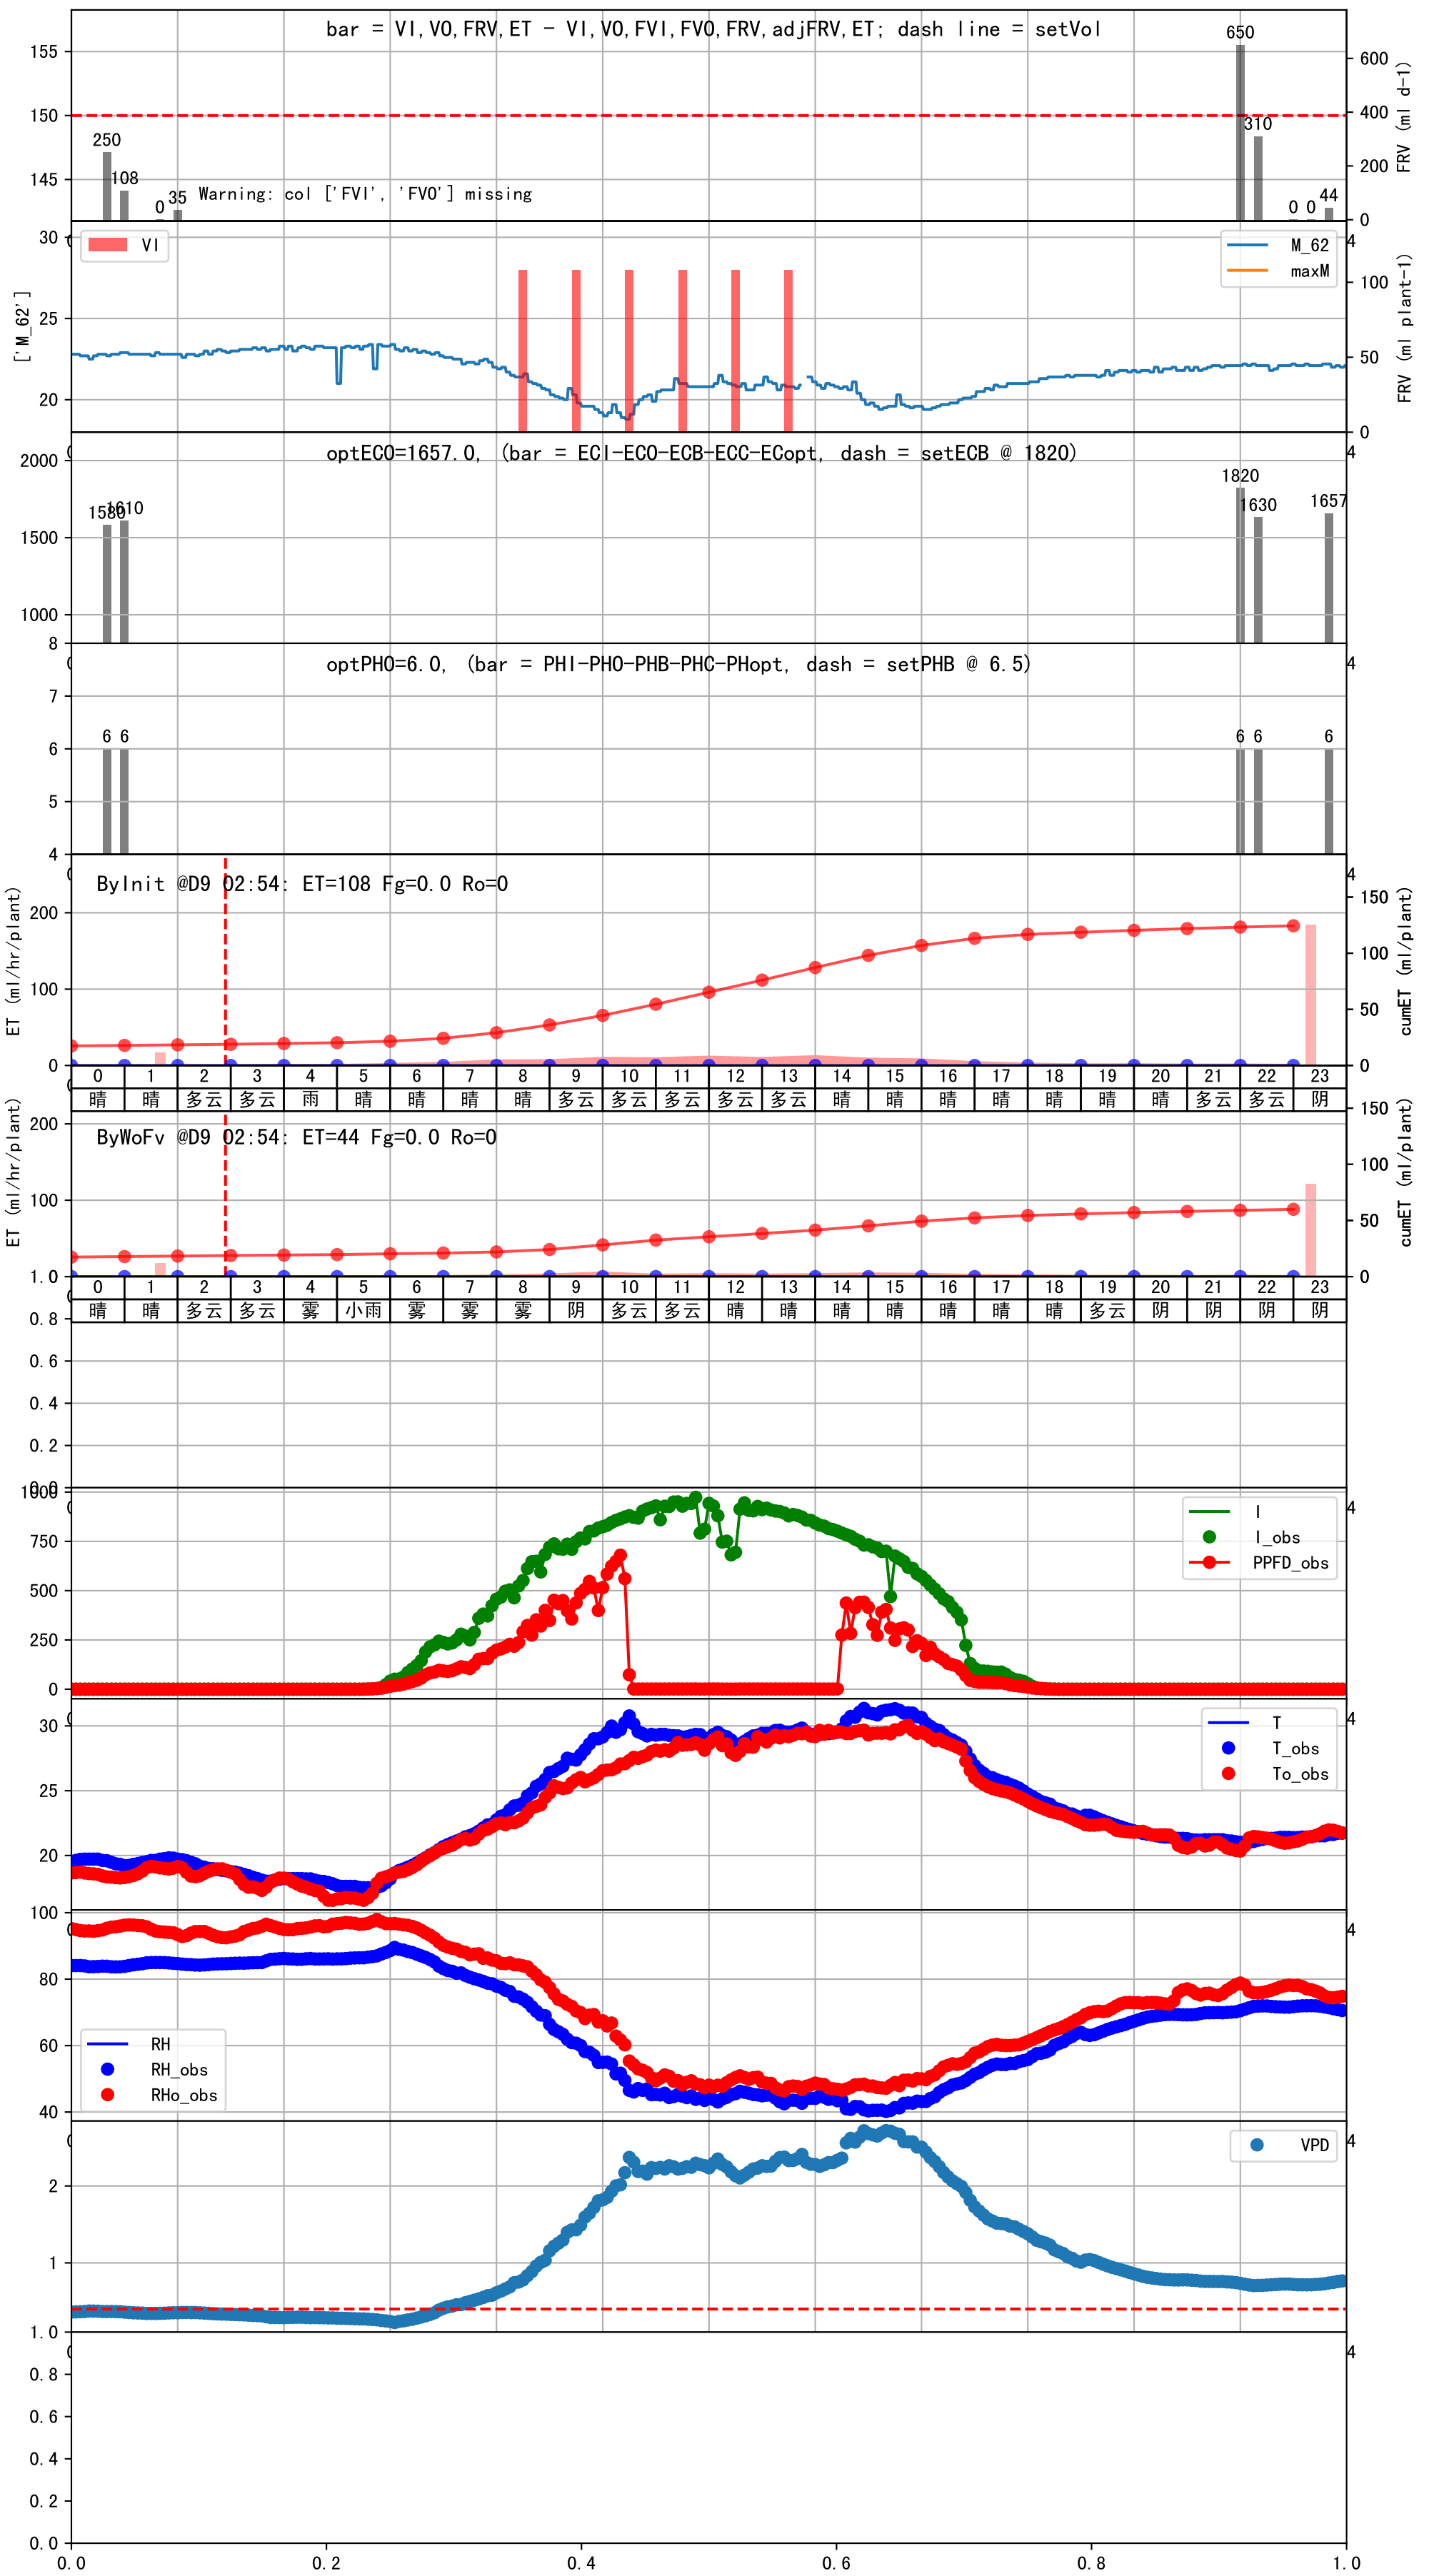 bar = VI,VO,FRV,ET - VI,VO,FVI,FVO,FRV,adjFRV,ET; dash line = setVol
155
150
145
250
108
0
35
Warning: col ['FVI', 'FVO'] missing
650
310
0
0
44
600
400
200
0
FRV (ml d-1)
4
30
25
20
['M_62']
VI
M_62
maxM
100
50
0
FRV (ml plant-1)
4
optECO=1657.0, (bar = ECI-ECO-ECB-ECC-ECopt, dash = setECB @ 1820)
2000
1500
1000
1580
1610
1820
1630
1657
4
optPHO=6.0, (bar = PHI-PHO-PHB-PHC-PHopt, dash = setPHB @ 6.5)
8
7
6
5
4
6 6
6 6
6
4
ByInit @D9 02:54: ET=108 Fg=0.0 Ro=0
200
100
0
ET (ml/hr/plant)
150
100
50
0
cumET (ml/plant)
0 1 2 3 4 5 6 7 8 9 10 11 12 13 14 15 16 17 18 19 20 21 22 23
晴 晴 多云 多云 雨 晴 晴 晴 晴 多云 多云 多云 多云 多云 晴 晴 晴 晴 晴 晴 晴 多云 多云 阴
ByWoFv @D9 02:54: ET=44 Fg=0.0 Ro=0
200
100
ET (ml/hr/plant)
150
100
50
0
cumET (ml/plant)
0 1 2 3 4 5 6 7 8 9 10 11 12 13 14 15 16 17 18 19 20 21 22 23
晴 晴 多云 多云 雾 小雨 雾 雾 雾 阴 多云 多云 晴 晴 晴 晴 晴 晴 晴 多云 阴 阴 阴 阴
1.0
0.8
0.6
0.4
0.2
0.0
4
1000
750
500
250
0
I
I_obs
PPFD_obs
4
30
25
20
T
T_obs
To_obs
4
100
80
60
40
RH
RH_obs
RHo_obs
4
2
1
VPD
4
1.0
0.8
0.6
0.4
0.2
0.0
0.0 0.2 0.4 0.6 0.8 1.0